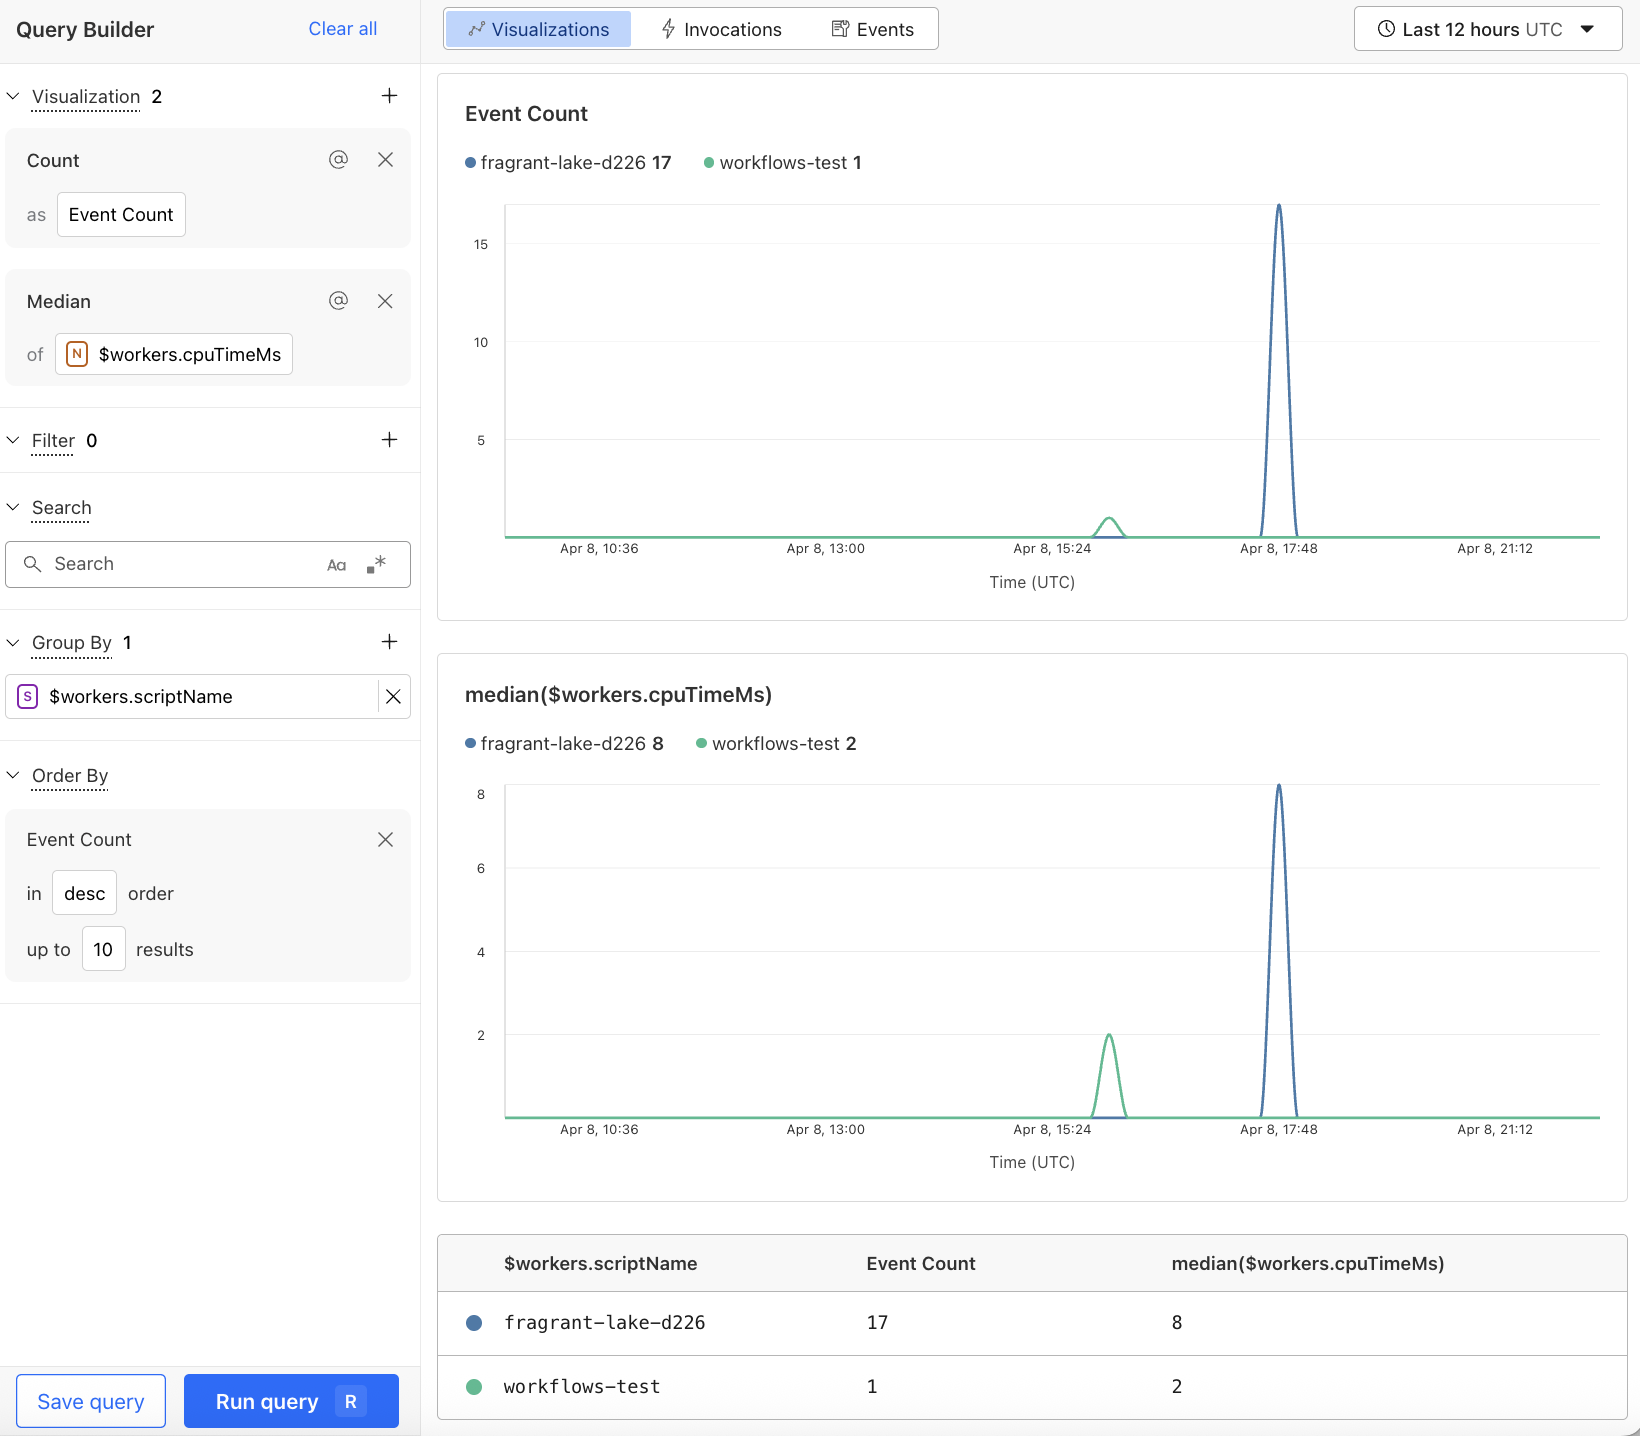 Query Builder
Clear all
Visualization 2
Count
as Event Count
Median
of N $workers.cpuTimeMs
Filter 0
Search
Search Aa .*
Group By 1
S $workers.scriptName
Order By
Event Count
in desc order
up to 10 results
Save query
Run query R
Visualizations Invocations Events
Last 12 hours UTC
Event Count
fragrant-lake-d226 17 workflows-test 1
15
10
5
Apr 8, 10:36 Apr 8, 13:00 Apr 8, 15:24 Apr 8, 17:48 Apr 8, 21:12
Time (UTC)
median($workers.cpuTimeMs)
fragrant-lake-d226 8 workflows-test 2
8
6
4
2
Apr 8, 10:36 Apr 8, 13:00 Apr 8, 15:24 Apr 8, 17:48 Apr 8, 21:12
Time (UTC)
$workers.scriptName Event Count median($workers.cpuTimeMs)
fragrant-lake-d226 17 8
workflows-test 1 2